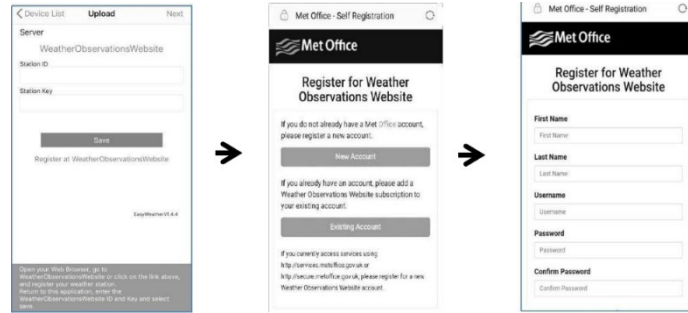 Device List Upload Next
Server
WeatherObservationsWebsite
Station ID
Station Key
Save
Register at WeatherObservationsWebsite
EasyWeather V1.4.4
Open your Web Browser, go to
WeatherObservationsWebsite or click on the link above,
and register your weather station.
Return to this application, enter the
WeatherObservationsWebsite ID and Key and select
save
Met Office - Self Registration
Met Office
Register for Weather
Observations Website
If you do not already have a Met Office account,
please register a new account.
New Account
If you already have an account, please add a
Weather Observations Website subscription to
your existing account.
Existing Account
If you currently access services using
http://services.metoffice.gov.uk or
http://secure.metoffice.gov.uk, please register for a new
Weather Observations Website account.
Met Office - Self Registration
Met Office
Register for Weather
Observations Website
First Name
First Name
Last Name
Last Name
Username
Username
Password
Password
Confirm Password
Confirm Password